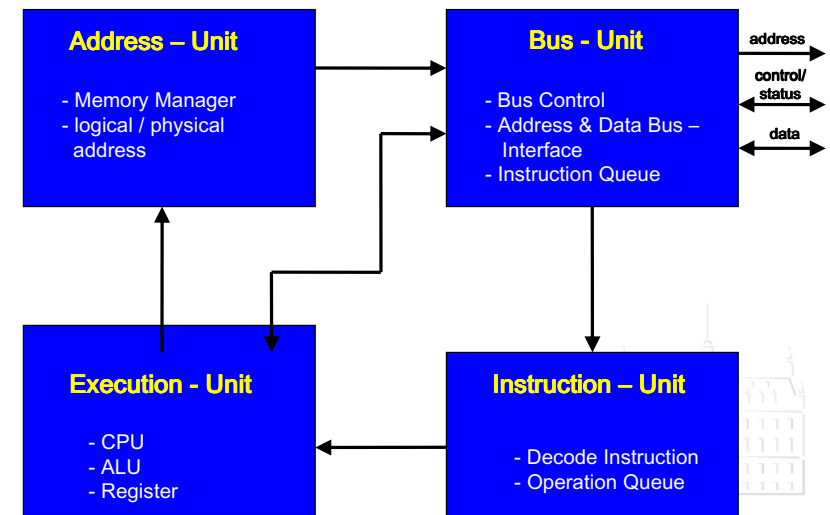 Address – Unit
- Memory Manager
- logical / physical
address
Bus - Unit
- Bus Control
- Address & Data Bus –
Interface
- Instruction Queue
address
control/
status
data
Execution - Unit
- CPU
- ALU
- Register
Instruction – Unit
- Decode Instruction
- Operation Queue